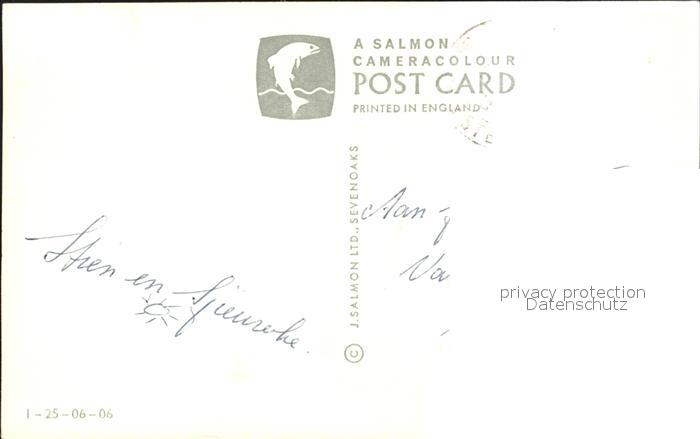 A SALMON
CAMERACOLOUR
POST CARD
PRINTED IN ENGLAND
© J. SALMON LTD., SEVENOAKS
Stien en
Aan
privacy protection
Datenschutz
1-25-06-06